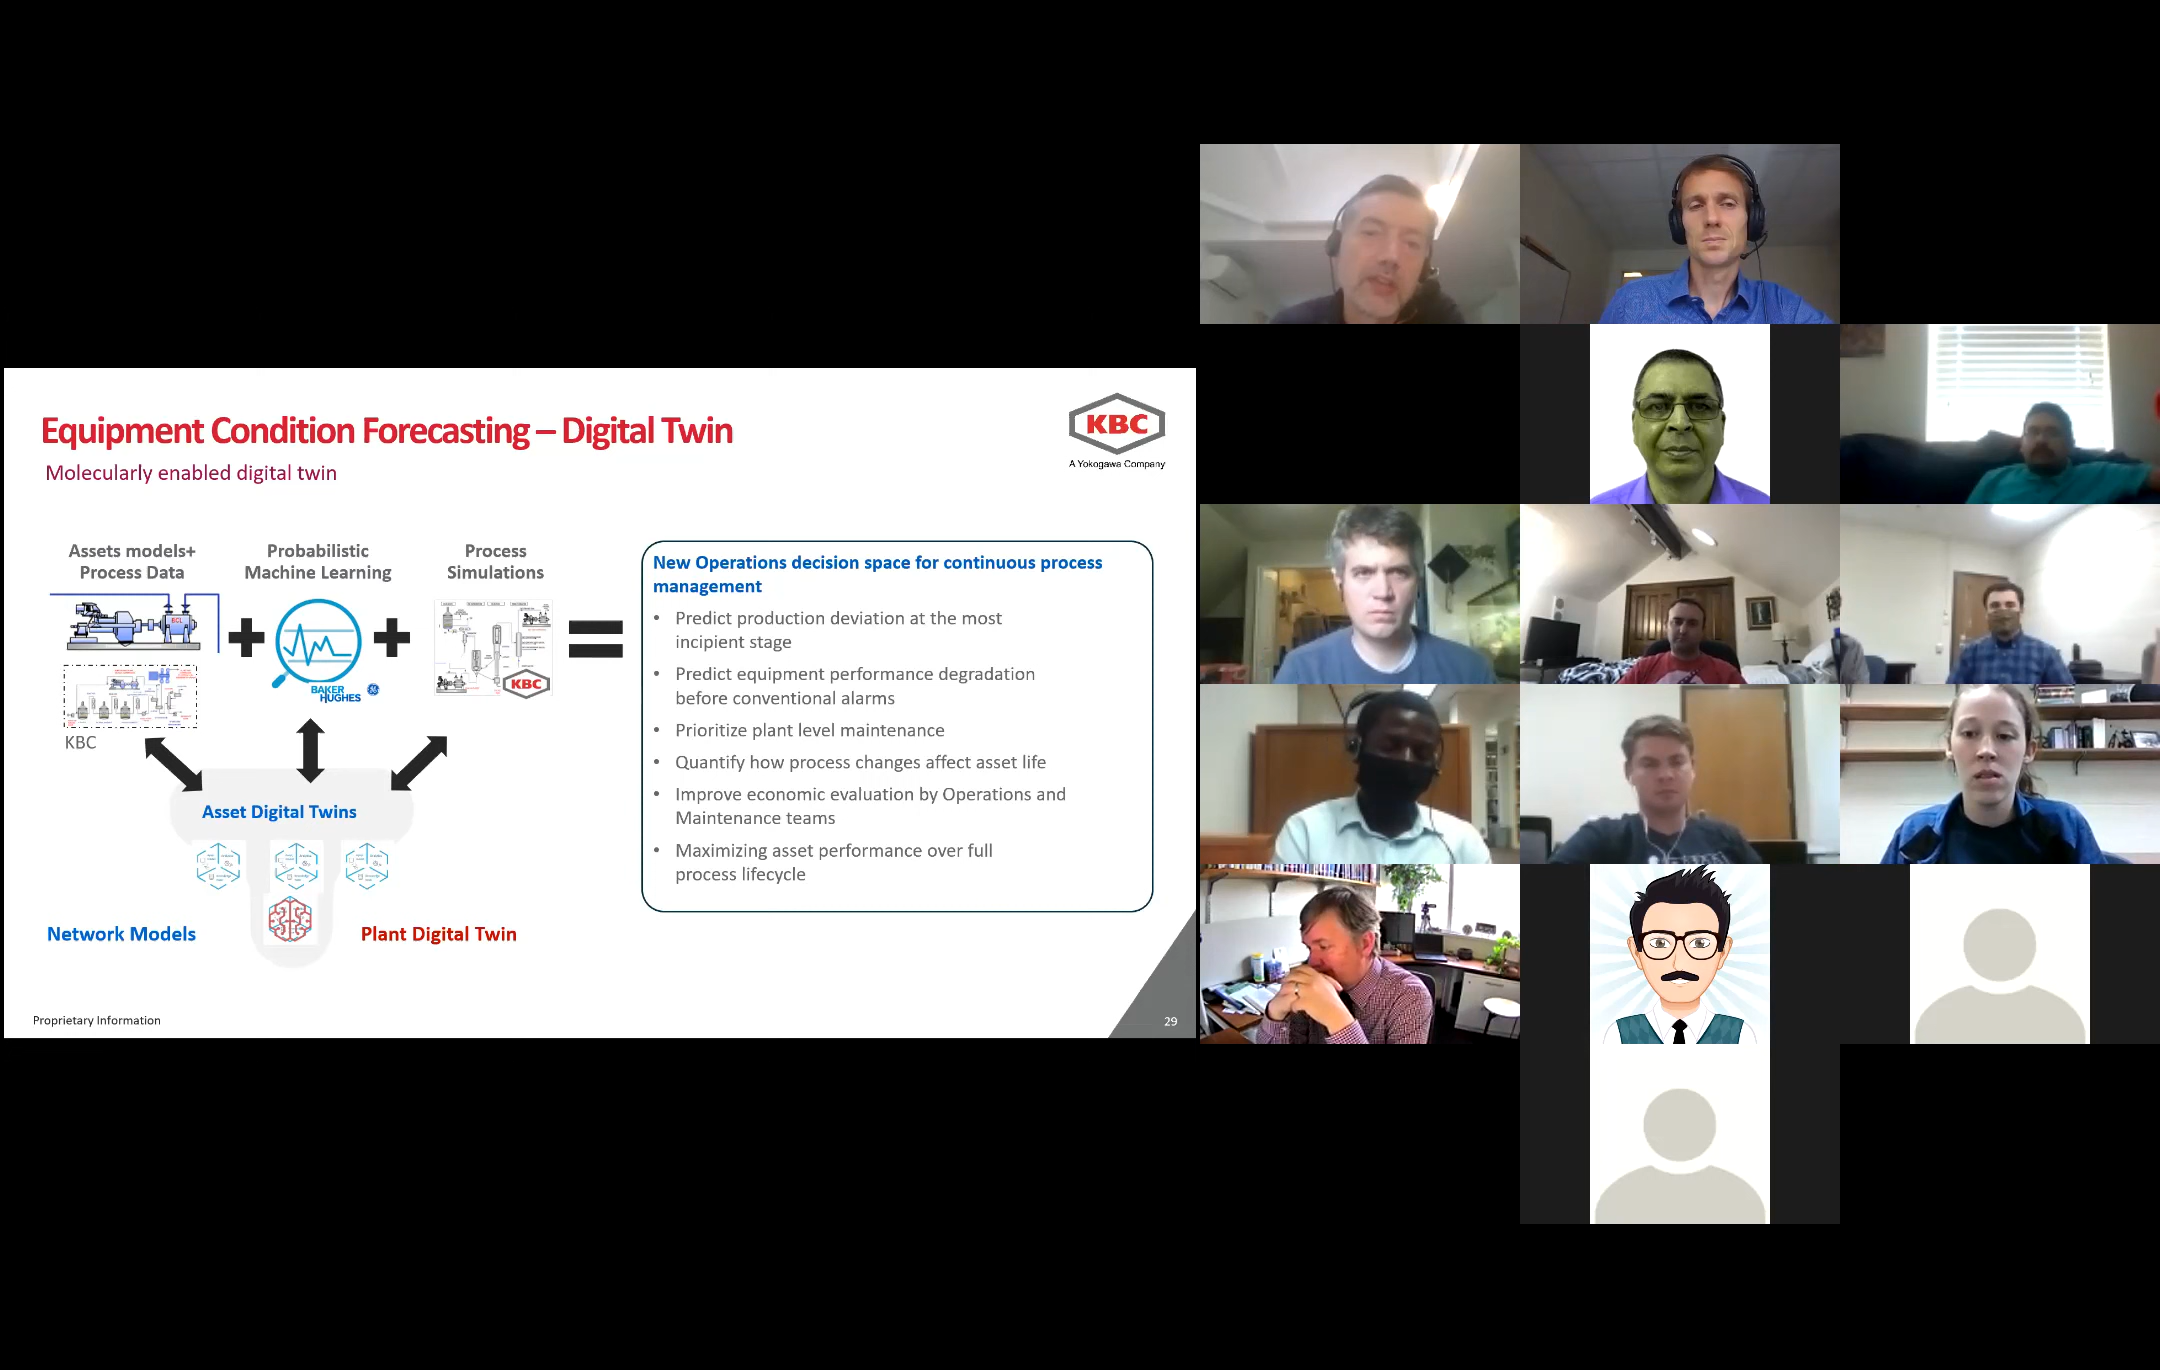 Equipment Condition Forecasting – Digital Twin
Molecularly enabled digital twin
KBC
A Yokogawa Company
Assets models+
Process Data
Probabilistic
Machine Learning
Process
Simulations
BCL
BAKER
HUGHES
KBC
KBC
Asset Digital Twins
Network Models
Plant Digital Twin
New Operations decision space for continuous process
management
• Predict production deviation at the most
incipient stage
• Predict equipment performance degradation
before conventional alarms
• Prioritize plant level maintenance
• Quantify how process changes affect asset life
• Improve economic evaluation by Operations and
Maintenance teams
• Maximizing asset performance over full
process lifecycle
Proprietary Information
29